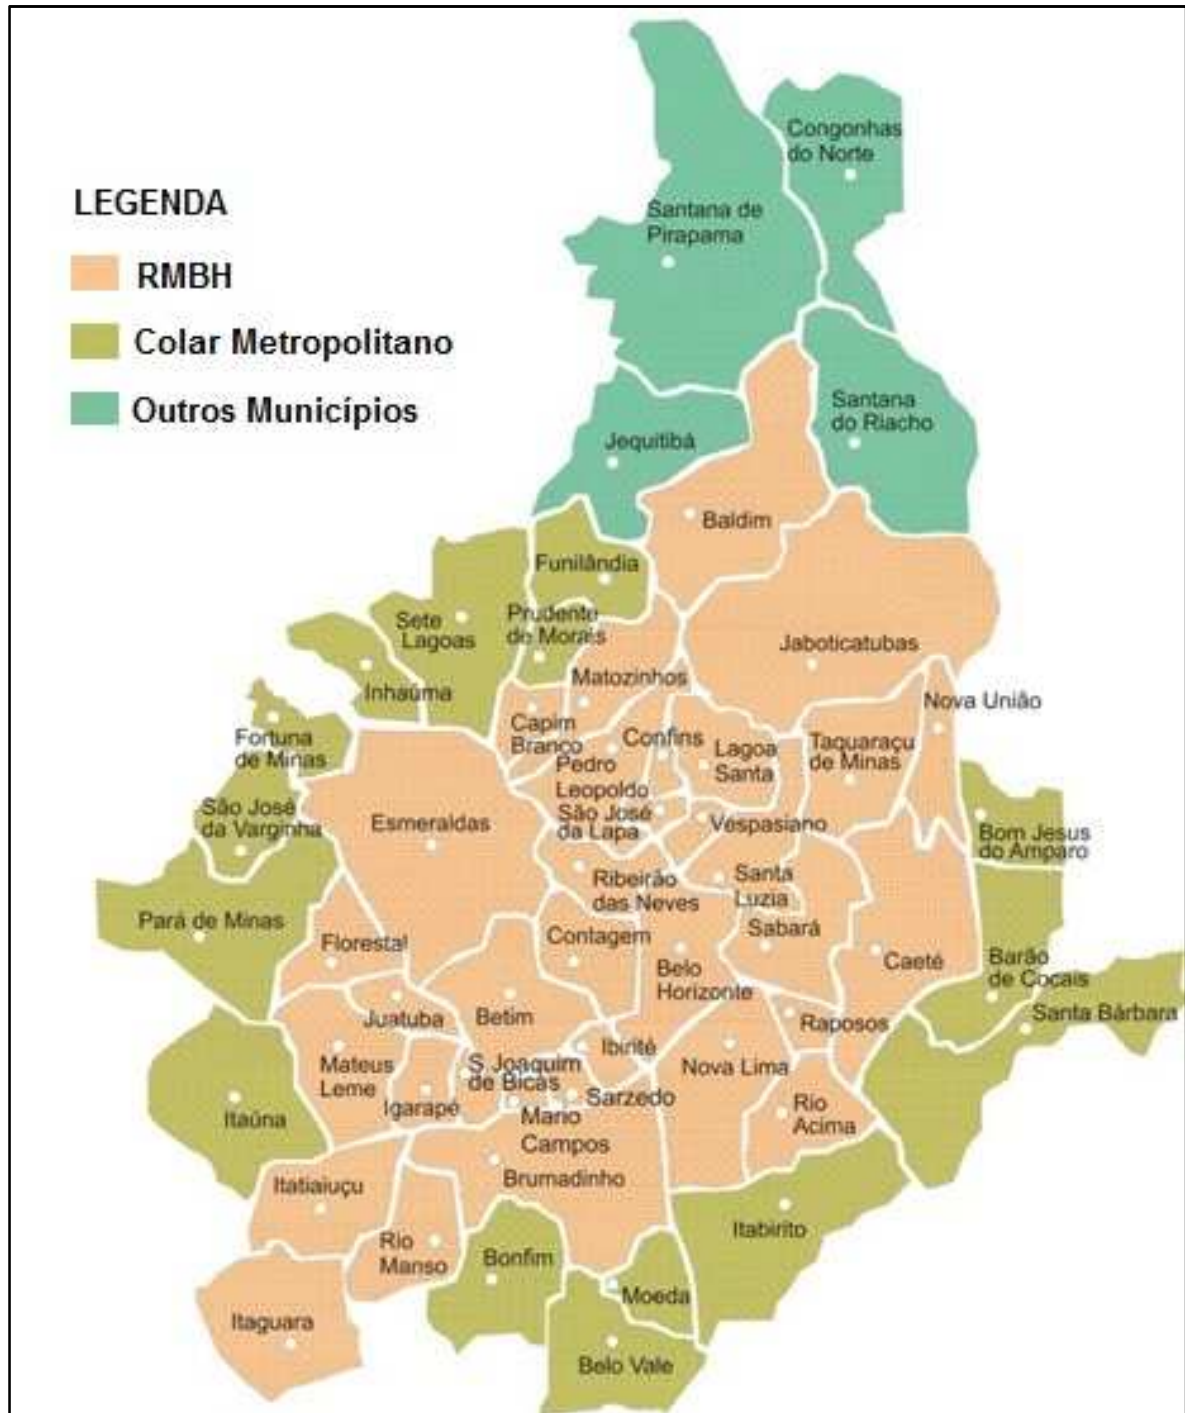 LEGENDA
RMBH
Colar Metropolitano
Outros Municípios
Congonhas
do Norte
Santana de
Pirapama
Santana
do Riacho
Jequitibá
Baldim
Funilândia
Prudente
de Morais
Sete
Lagoas
Inhaúma
Jaboticatubas
Matozinhos
Nova União
Fortuna
de Minas
Capim
Branco
Confins
Lagoa
Santa
Taquaraçu
de Minas
Pedro
Leopoldo
São José
da Varginha
Esmeraldas
São José
da Lapa
Vespasiano
Bom Jesus
do Amparo
Ribeirão
das Neves
Santa
Luzia
Pará de Minas
Florestal
Contagem
Sabará
Belo
Horizonte
Caeté
Barão
de Cocais
Santa Bárbara
Juatuba
Betim
Raposos
Ibirité
Nova Lima
Mateus
Leme
S Joaquim
de Bicas
Sarzedo
Igarapé
Mario
Campos
Rio
Acima
Itaúna
Brumadinho
Itatiaiuçu
Itabirito
Rio
Manso
Bonfim
Moeda
Itaguara
Belo Vale